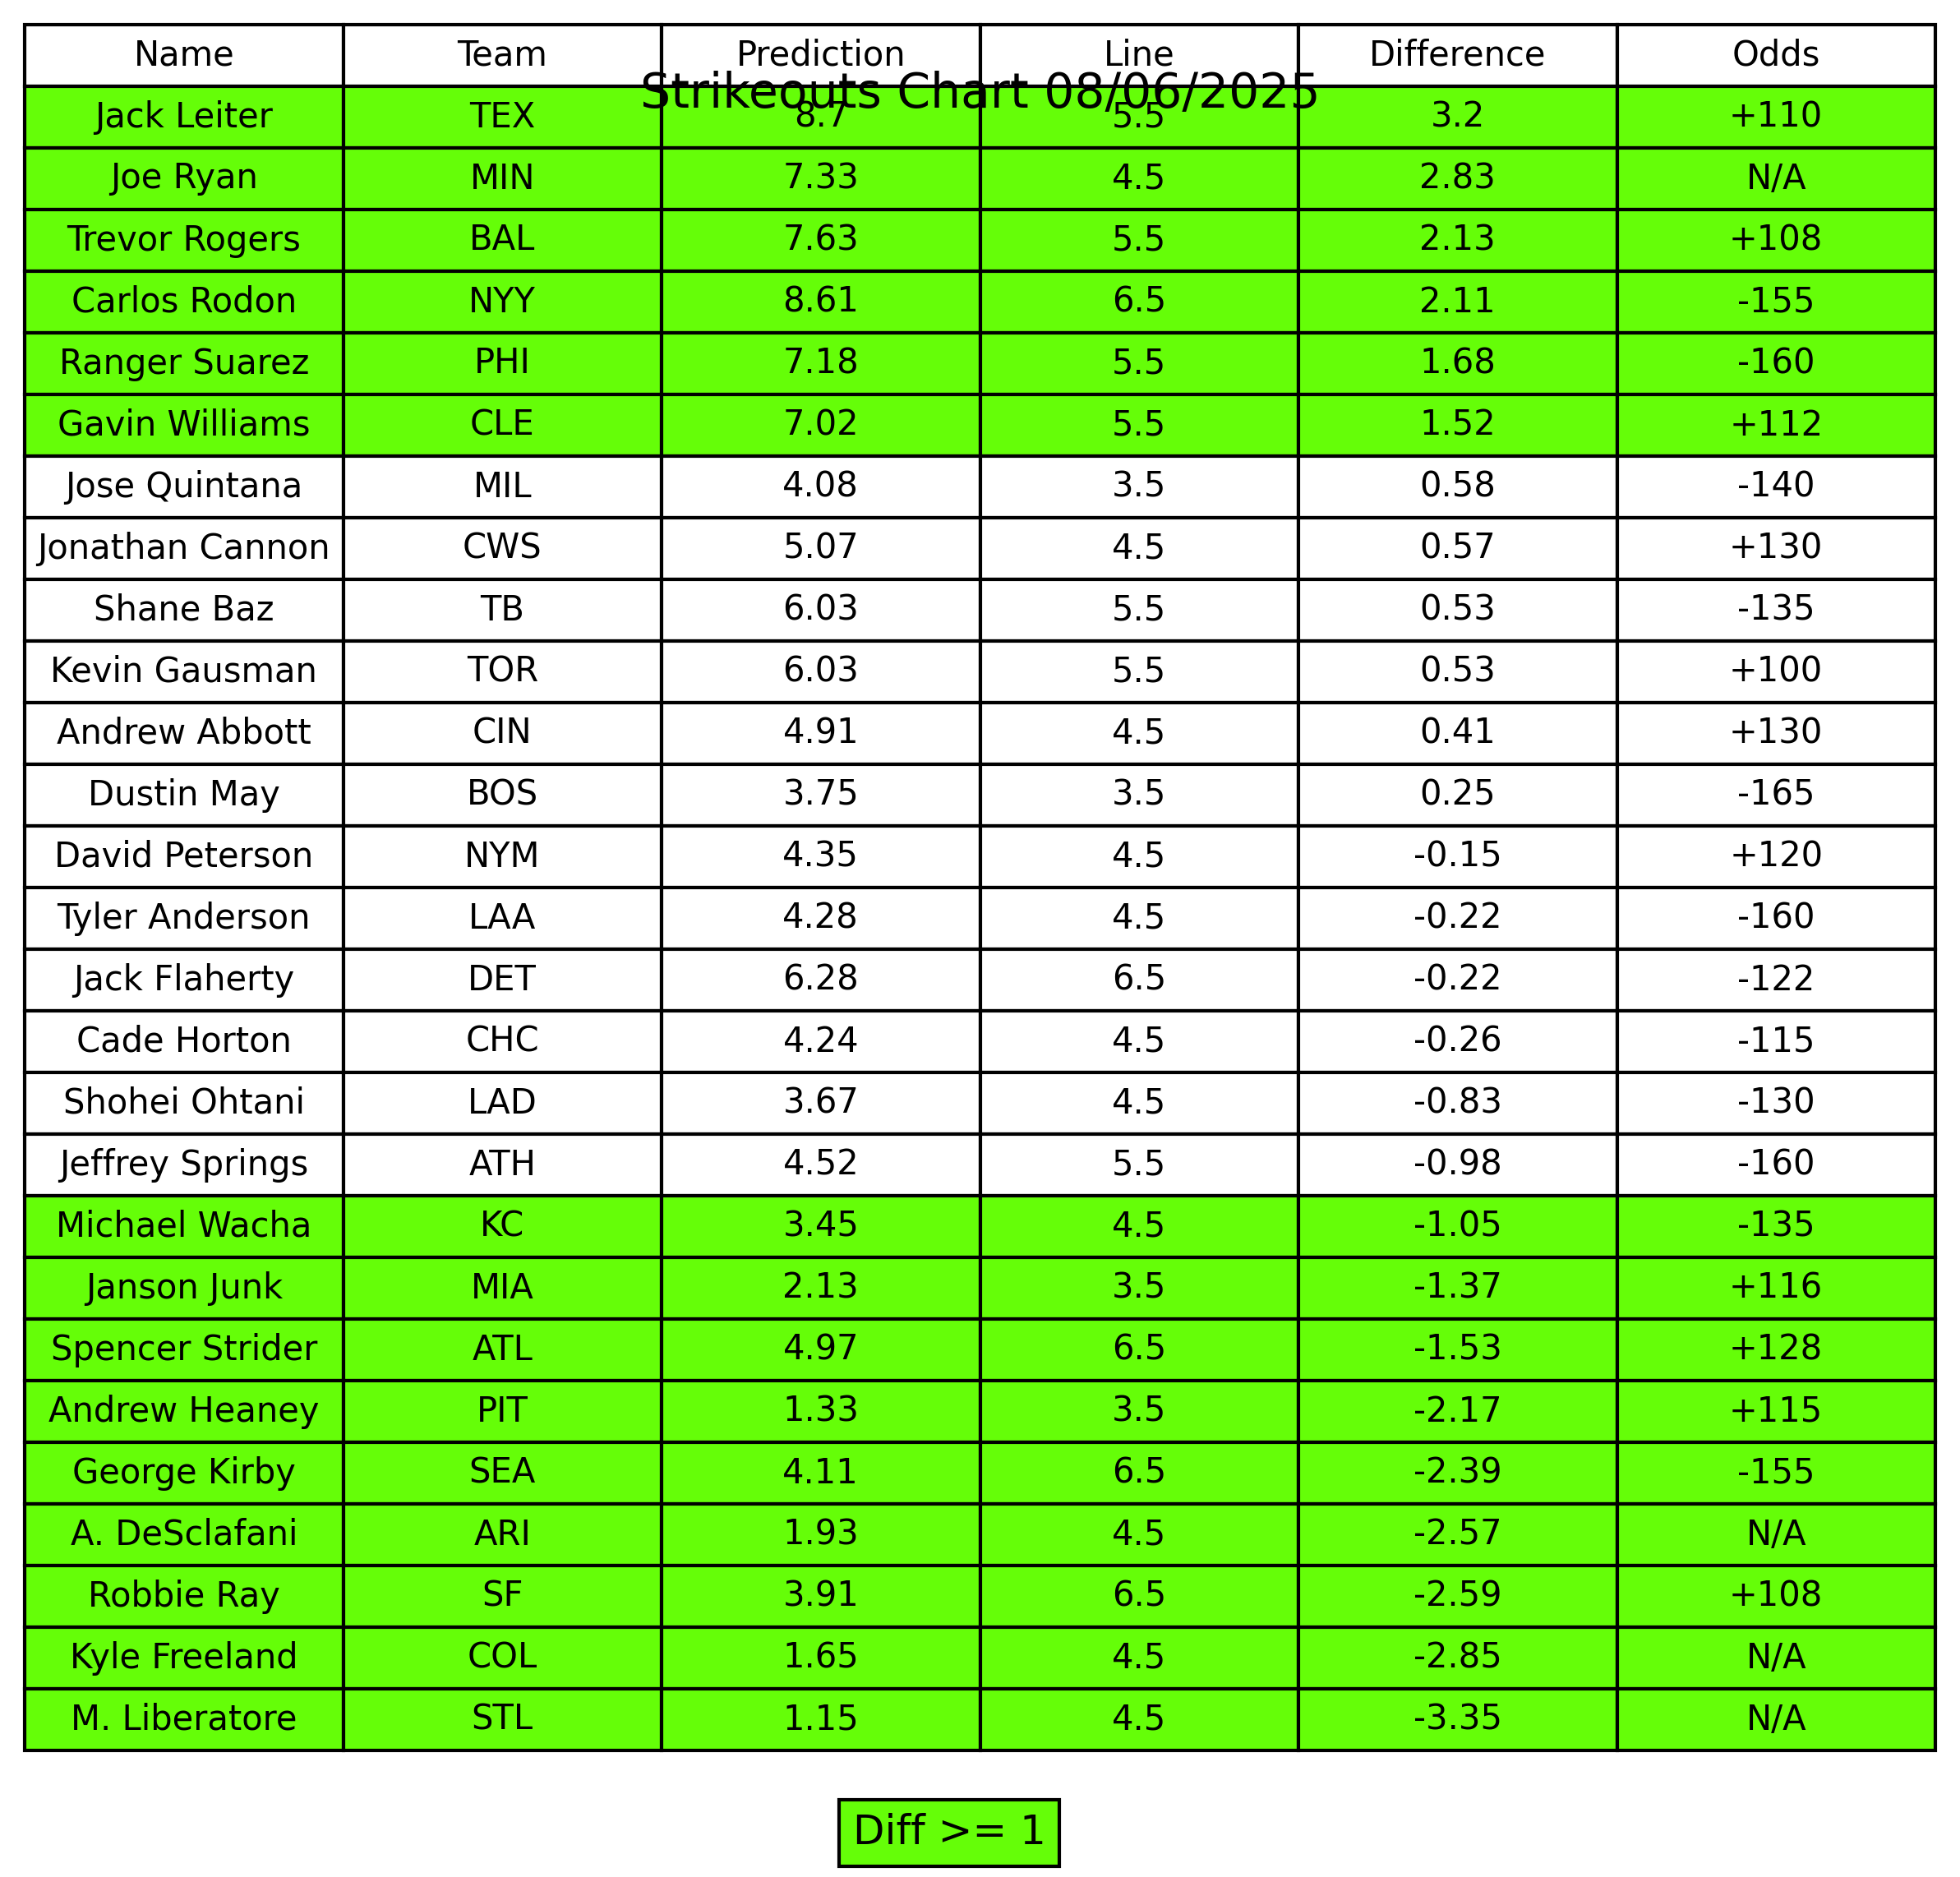 Name Team Prediction Line Difference Odds
Strikeouts Chart 08/06/2025
Jack Leiter TEX 8.7 5.5 3.2 +110
Joe Ryan MIN 7.33 4.5 2.83 N/A
Trevor Rogers BAL 7.63 5.5 2.13 +108
Carlos Rodon NYY 8.61 6.5 2.11 -155
Ranger Suarez PHI 7.18 5.5 1.68 -160
Gavin Williams CLE 7.02 5.5 1.52 +112
Jose Quintana MIL 4.08 3.5 0.58 -140
Jonathan Cannon CWS 5.07 4.5 0.57 +130
Shane Baz TB 6.03 5.5 0.53 -135
Kevin Gausman TOR 6.03 5.5 0.53 +100
Andrew Abbott CIN 4.91 4.5 0.41 +130
Dustin May BOS 3.75 3.5 0.25 -165
David Peterson NYM 4.35 4.5 -0.15 +120
Tyler Anderson LAA 4.28 4.5 -0.22 -160
Jack Flaherty DET 6.28 6.5 -0.22 -122
Cade Horton CHC 4.24 4.5 -0.26 -115
Shohei Ohtani LAD 3.67 4.5 -0.83 -130
Jeffrey Springs ATH 4.52 5.5 -0.98 -160
Michael Wacha KC 3.45 4.5 -1.05 -135
Janson Junk MIA 2.13 3.5 -1.37 +116
Spencer Strider ATL 4.97 6.5 -1.53 +128
Andrew Heaney PIT 1.33 3.5 -2.17 +115
George Kirby SEA 4.11 6.5 -2.39 -155
A. DeSclafani ARI 1.93 4.5 -2.57 N/A
Robbie Ray SF 3.91 6.5 -2.59 +108
Kyle Freeland COL 1.65 4.5 -2.85 N/A
M. Liberatore STL 1.15 4.5 -3.35 N/A
Diff >= 1